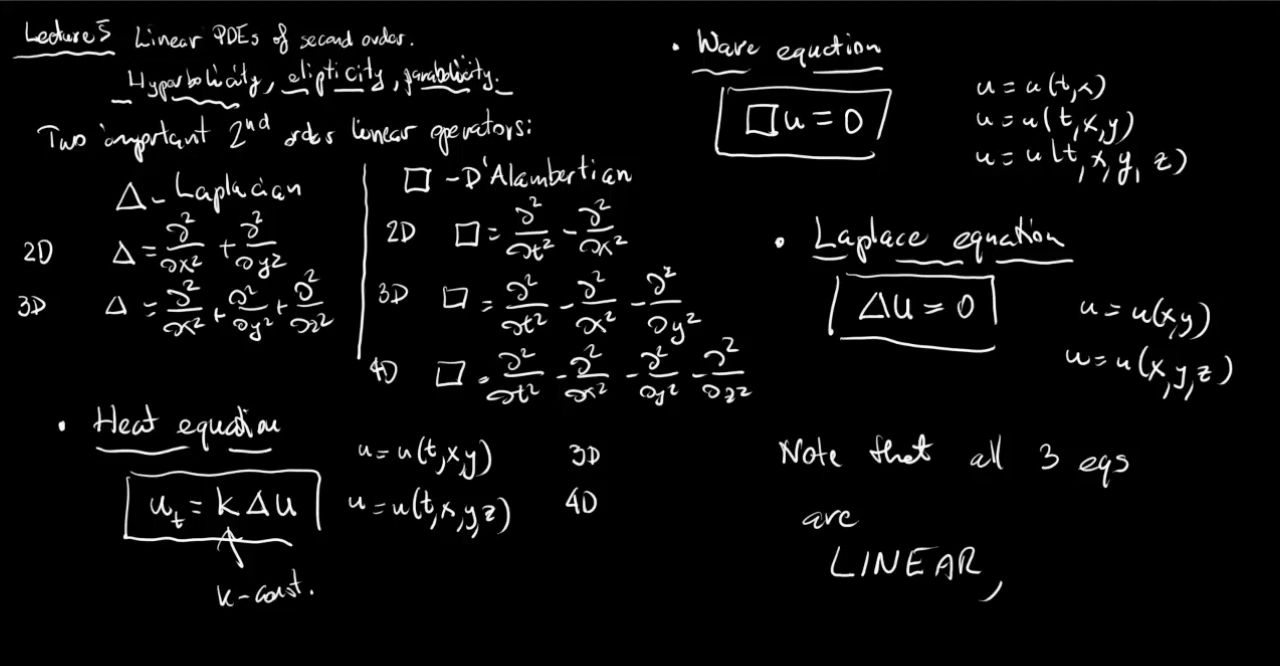 Lecture 5 Linear PDEs of second order.
Hyperbolicity, elipticity, parabolicity.
Two important 2nd order linear operators:
Δ - Laplacian
2D Δ = ∂²/∂x² + ∂²/∂y²
3D Δ = ∂²/∂x² + ∂²/∂y² + ∂²/∂z²
□ - D'Alambertian
2D □ = ∂²/∂t² - ∂²/∂x²
3D □ = ∂²/∂t² - ∂²/∂x² - ∂²/∂y²
4D □ = ∂²/∂t² - ∂²/∂x² - ∂²/∂y² - ∂²/∂z²
• Heat equation
u_t = k Δ u
k - const.
u = u(t,x,y) 3D
u = u(t,x,y,z) 4D
• Wave equation
□u = 0
u = u(t,x)
u = u(t,x,y)
u = u(t,x,y,z)
• Laplace equation
Δu = 0
u = u(x,y)
u = u(x,y,z)
Note that all 3 eqs
are
LINEAR,